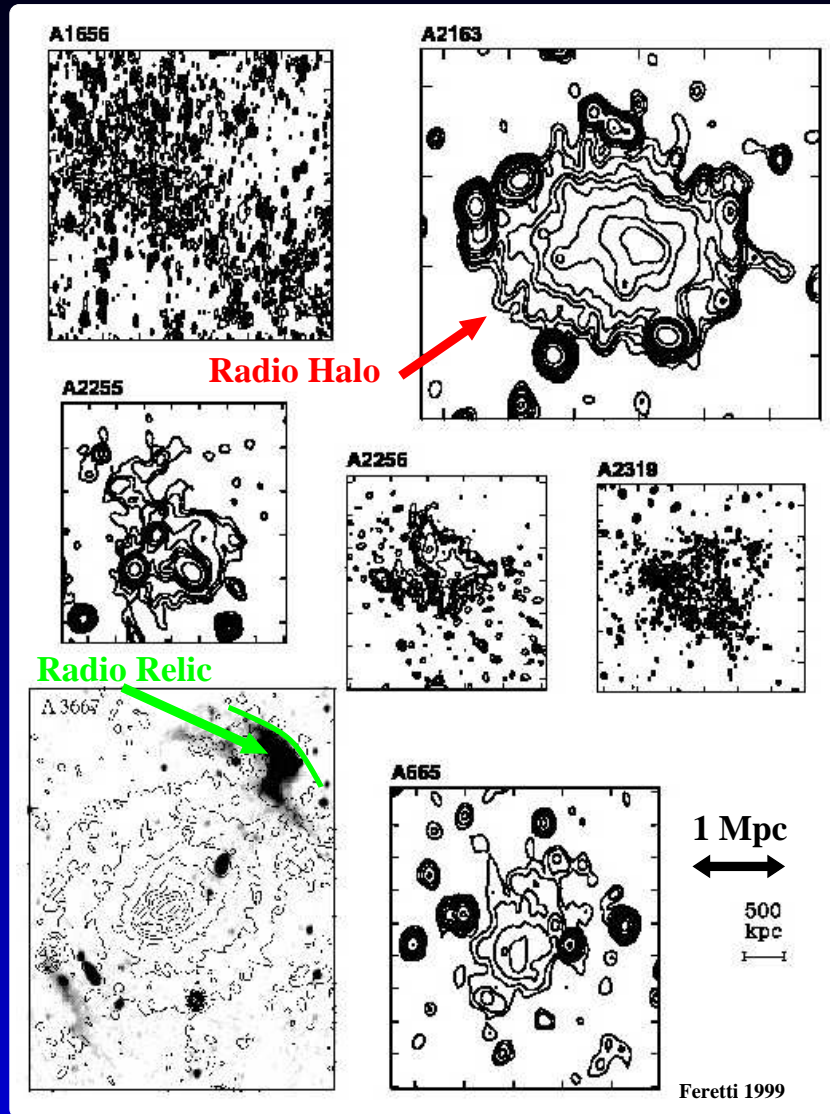 A1656
A2163
Radio Halo
A2255
A2256
A2319
Radio Relic
A 3667
A665
1 Mpc
500
kpc
Feretti 1999